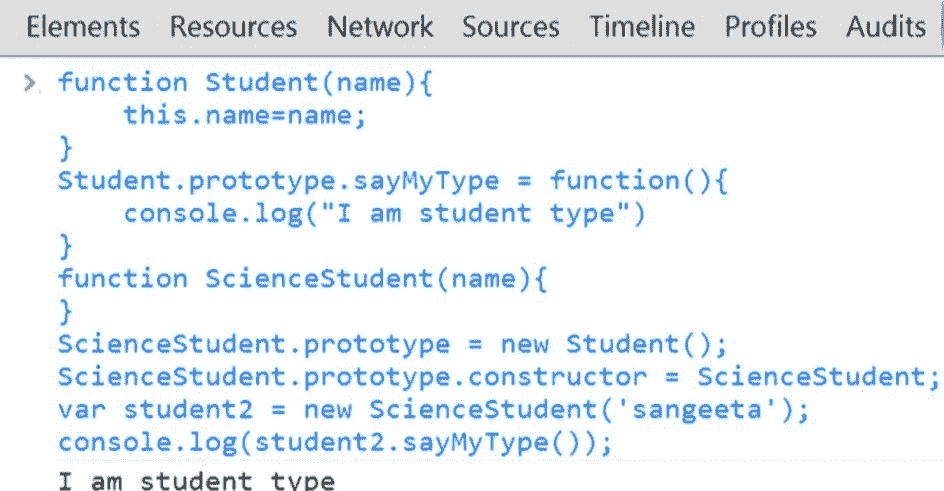 Elements Resources Network Sources Timeline Profiles Audits
> function Student(name){
this.name=name;
}
Student.prototype.sayMyType = function(){
console.log("I am student type")
}
function ScienceStudent(name){
}
ScienceStudent.prototype = new Student();
ScienceStudent.prototype.constructor = ScienceStudent;
var student2 = new ScienceStudent('sangeeta');
console.log(student2.sayMyType());
I am student type